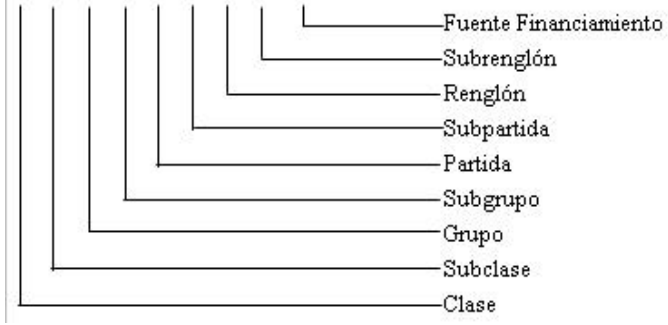 Fuente Financiamiento
Subrenglón
Renglón
Subpartida
Partida
Subgrupo
Grupo
Subclase
Clase